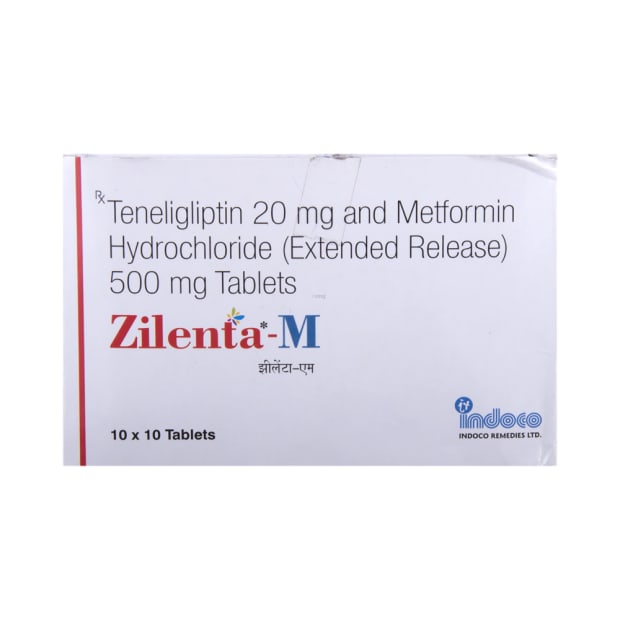 Rx Teneligliptin 20 mg and Metformin
Hydrochloride (Extended Release)
500 mg Tablets
Zilenta*-M
झीलेंटा-एम
10 x 10 Tablets
indoco
INDOCO REMEDIES LTD.